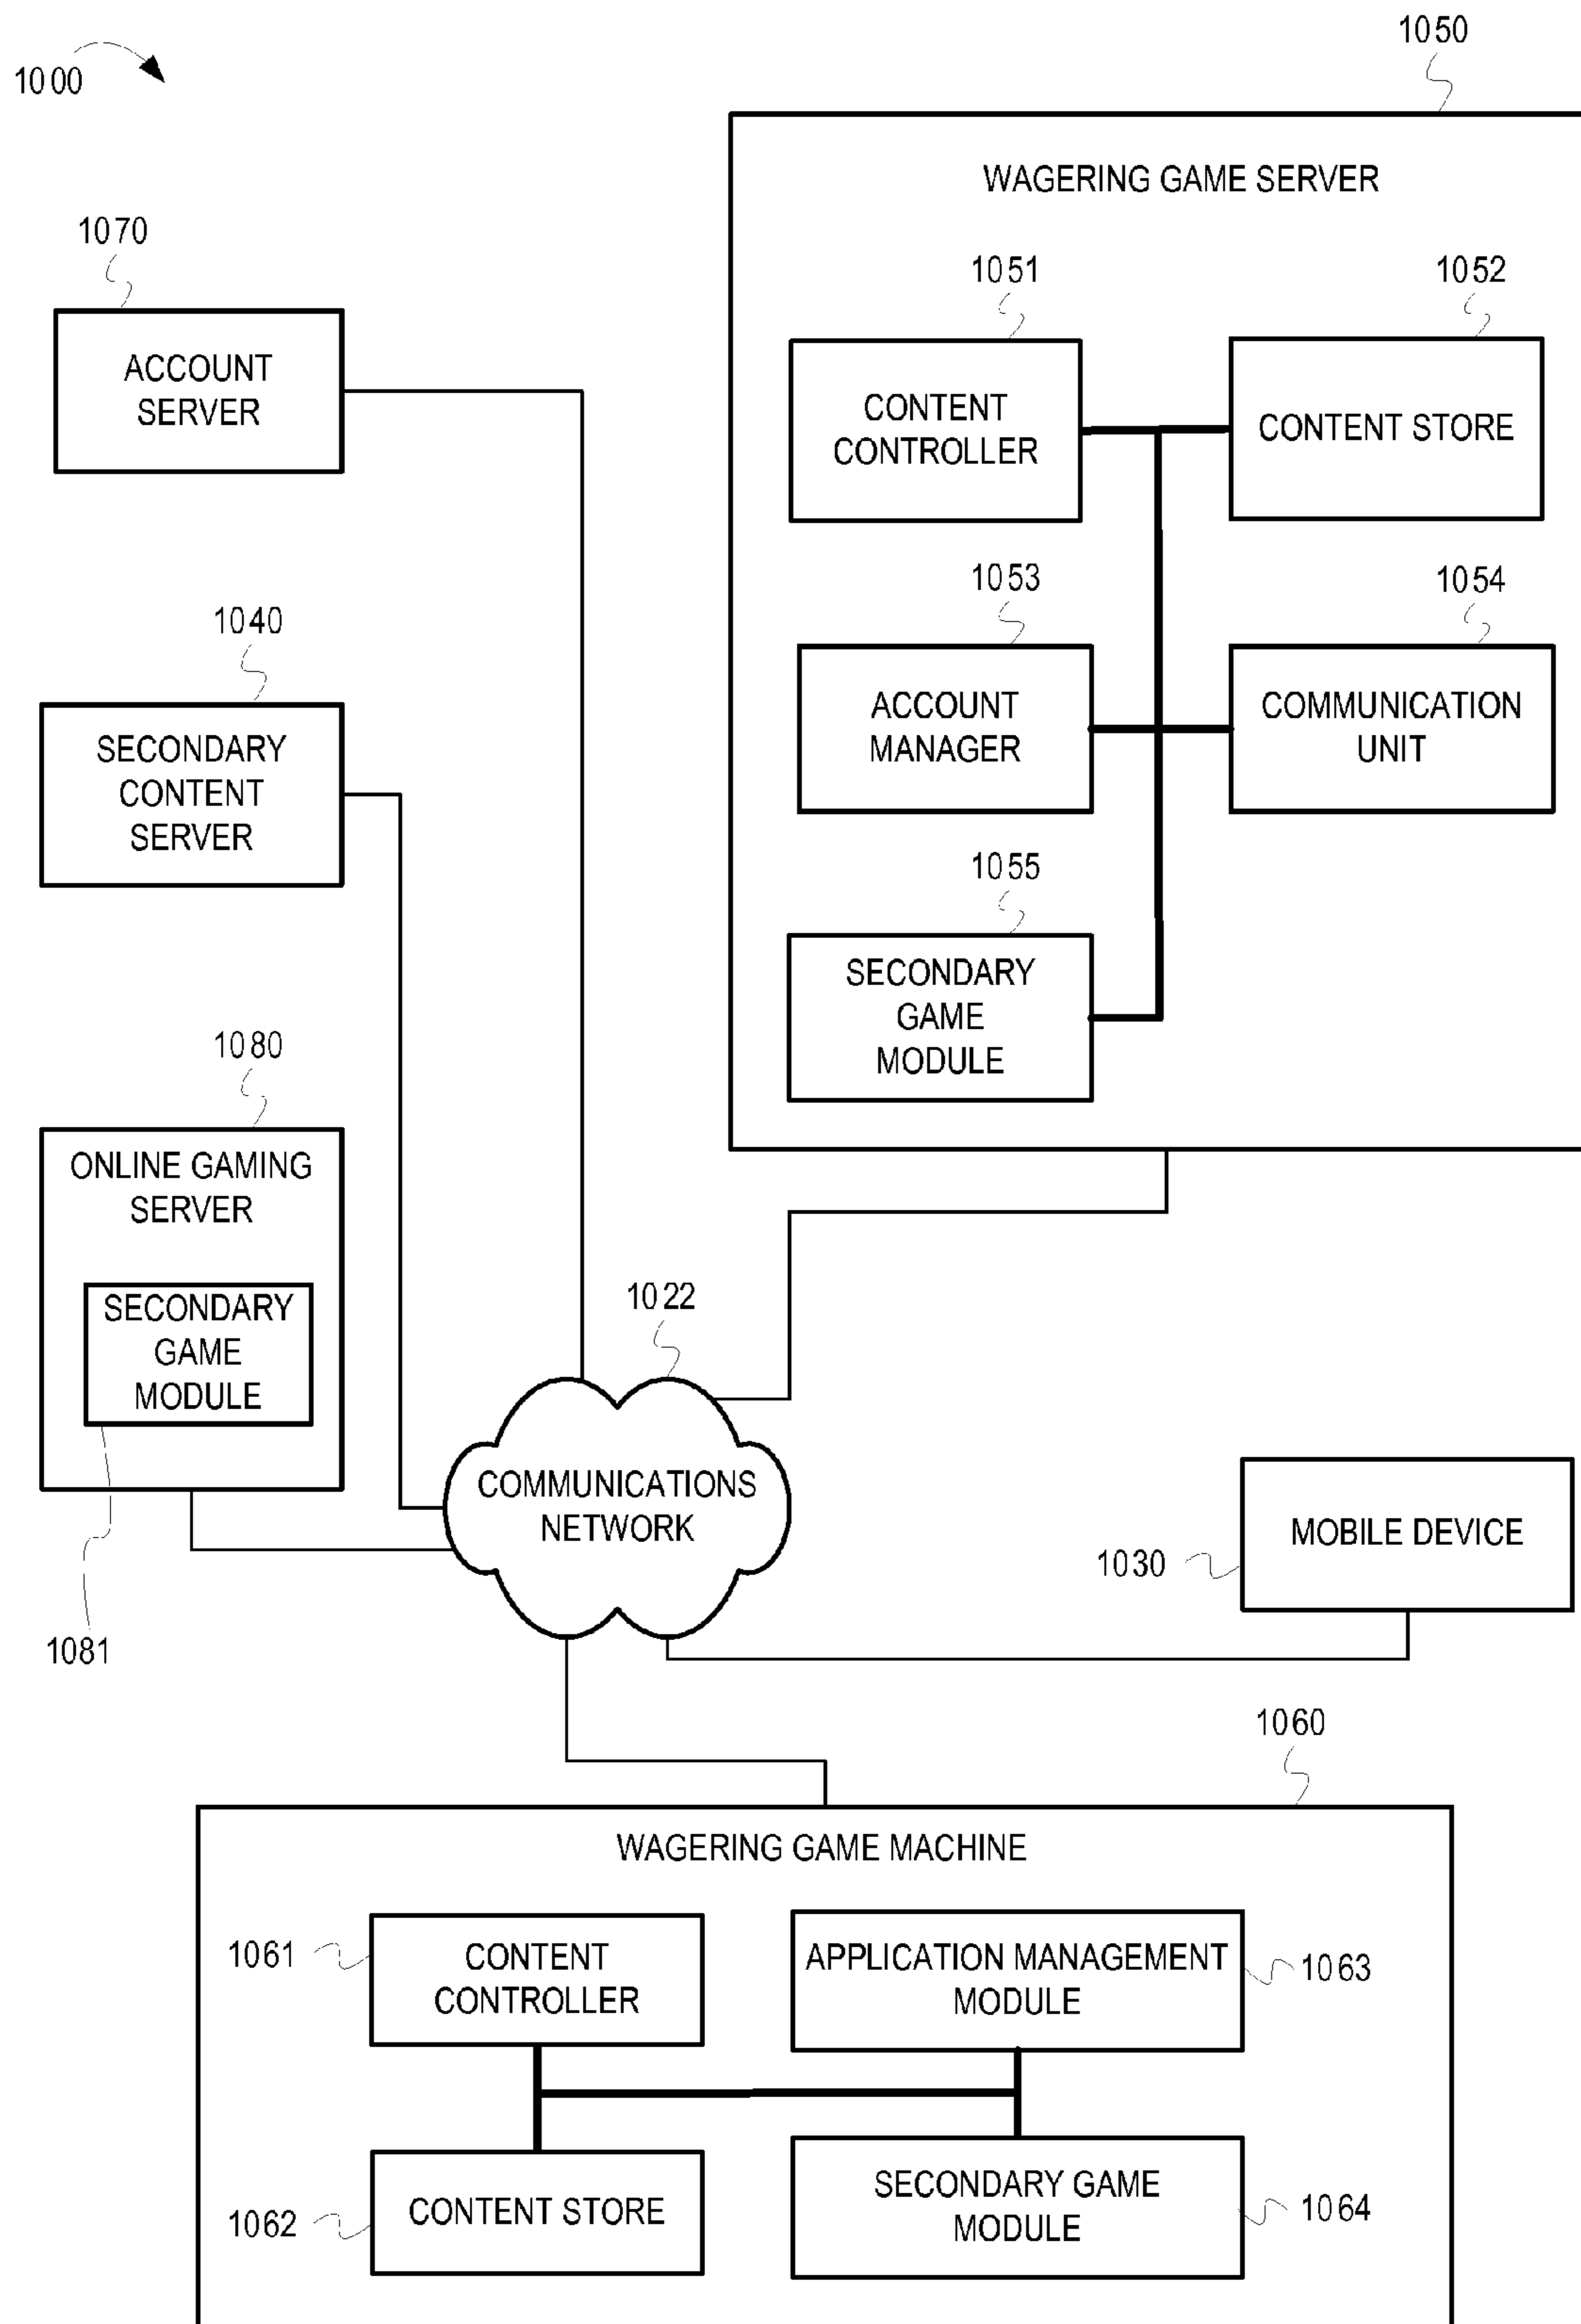 1000
1050
WAGERING GAME SERVER
1070
ACCOUNT
SERVER
1051
CONTENT
CONTROLLER
1052
CONTENT STORE
1053
ACCOUNT
MANAGER
1054
COMMUNICATION
UNIT
1040
SECONDARY
CONTENT
SERVER
1055
SECONDARY
GAME
MODULE
1080
ONLINE GAMING
SERVER
SECONDARY
GAME
MODULE
1081
1022
COMMUNICATIONS
NETWORK
MOBILE DEVICE
1030
1060
WAGERING GAME MACHINE
1061
CONTENT
CONTROLLER
APPLICATION MANAGEMENT
MODULE
1063
1062
CONTENT STORE
SECONDARY GAME
MODULE
1064